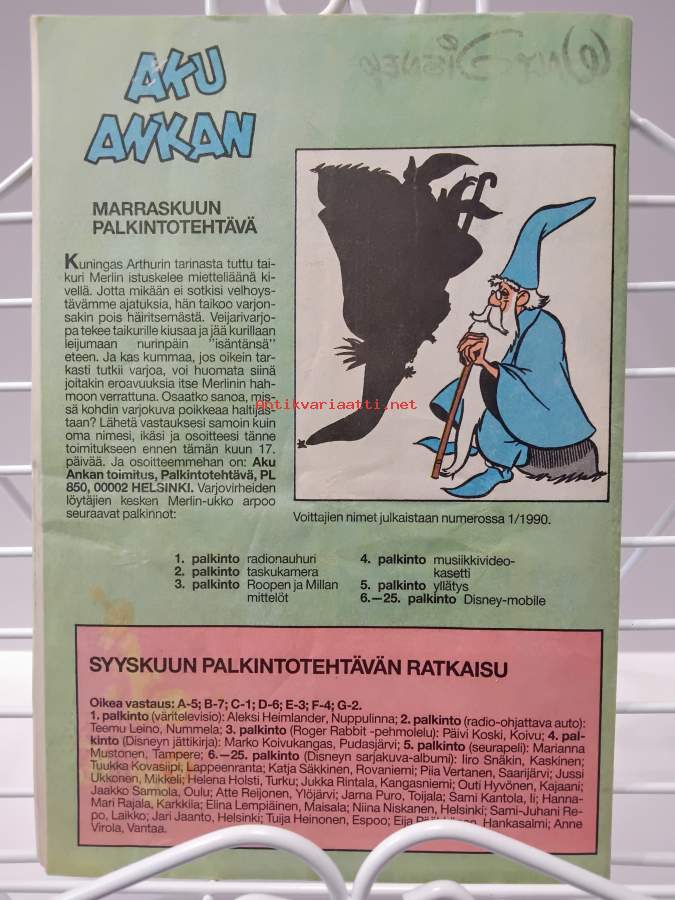 Walt Disney
AKU
ANKAN
MARRASKUUN
PALKINTOTEHTÄVÄ
Kuningas Arthurin tarinasta tuttu tai-
kuri Merlin istuskelee mietteliäänä ki-
vellä. Jotta mikään ei sotkisi velhoys-
tävämme ajatuksia, hän taikoo varjon-
sakin pois häiritsemästä. Veijarivarjo-
pa tekee taikurille kiusaa ja jää kurillaan
leijumaan nurinpäin "isäntänsä"
eteen. Ja kas kummaa, jos oikein tar-
kasti tutkii varjoa, voi huomata siinä
joitakin eroavuuksia itse Merlinin hah-
moon verrattuna. Osaatko sanoa, mis-
sä kohdin varjokuva poikkeaa haltijas-
taan? Lähetä vastauksesi samoin kuin
oma nimesi, ikäsi ja osoitteesi tänne
toimitukseen ennen tämän kuun 17.
päivää. Ja osoitteemmehan on: Aku
Ankan toimitus, Palkintotehtävä, PL
850, 00002 HELSINKI. Varjovirheiden
löytäjien kesken Merlin-ukko arpoo
seuraavat palkinnot:
antikvariaatti.net
Voittajien nimet julkaistaan numerossa 1/1990.
1. palkinto radionauhuri
2. palkinto taskukamera
3. palkinto Roopen ja Millan
mittelöt
4. palkinto musiikkivideo-
kasetti
5. palkinto yllätys
6.—25. palkinto Disney-mobile
SYYSKUUN PALKINTOTEHTÄVÄN RATKAISU
Oikea vastaus: A-5; B-7; C-1; D-6; E-3; F-4; G-2.
1. palkinto (väritelevisio): Aleksi Heimlander, Nuppulinna; 2. palkinto (radio-ohjattava auto):
Teemu Leino, Nummela; 3. palkinto (Roger Rabbit -pehmolelu): Päivi Koski, Koivu; 4. pal-
kinto (Disneyn jättikirja): Marko Koivukangas, Pudasjärvi; 5. palkinto (seurapeli): Marianna
Mustonen, Tampere; 6.—25. palkinto (Disneyn sarjakuva-albumi): Iiro Snäkin, Kaskinen;
Tuukka Kovasiipi, Lappeenranta; Katja Säkkinen, Rovaniemi; Piia Vertanen, Saarijärvi; Jussi
Ukkonen, Mikkeli; Helena Holsti, Turku; Jukka Rintala, Kangasniemi; Outi Hyvönen, Kajaani;
Jaakko Sarmola, Oulu; Atte Reijonen, Ylöjärvi; Jarna Puro, Toijala; Sami Kantola, Ii; Hanna-
Mari Rajala, Karkkila; Elina Lempiäinen, Maisala; Niina Niskanen, Helsinki; Sami-Juhani Re-
po, Laikko; Jari Jaanto, Helsinki; Tuija Heinonen, Espoo; Eija Hankasalmi; Anne
Virola, Vantaa.